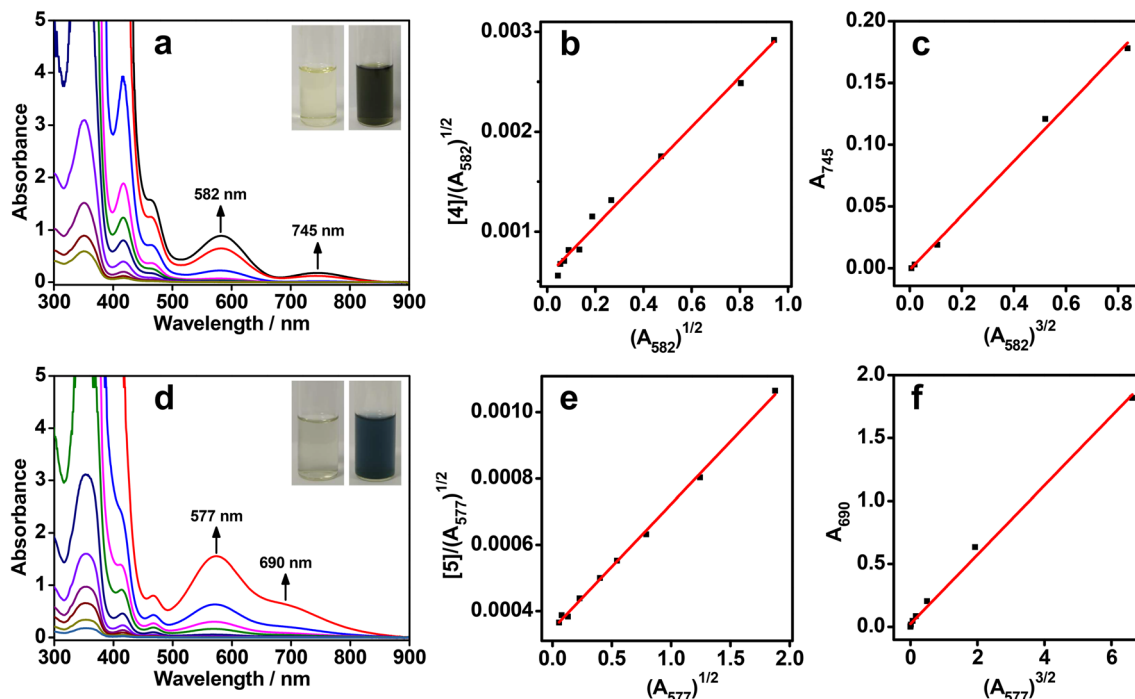 a
582 nm
745 nm
Absorbance
5
4
3
2
1
0
300 400 500 600 700 800 900
Wavelength / nm
b
[4]/(A582)1/2
0.003
0.002
0.001
0.0 0.2 0.4 0.6 0.8 1.0
(A582)1/2
c
A745
0.20
0.15
0.10
0.05
0.00
0.0 0.2 0.4 0.6 0.8
(A582)3/2
d
577 nm
690 nm
Absorbance
5
4
3
2
1
0
300 400 500 600 700 800 900
Wavelength / nm
e
[5]/(A577)1/2
0.0010
0.0008
0.0006
0.0004
0.0 0.5 1.0 1.5 2.0
(A577)1/2
f
A690
2.0
1.5
1.0
0.5
0.0
0 2 4 6
(A577)3/2